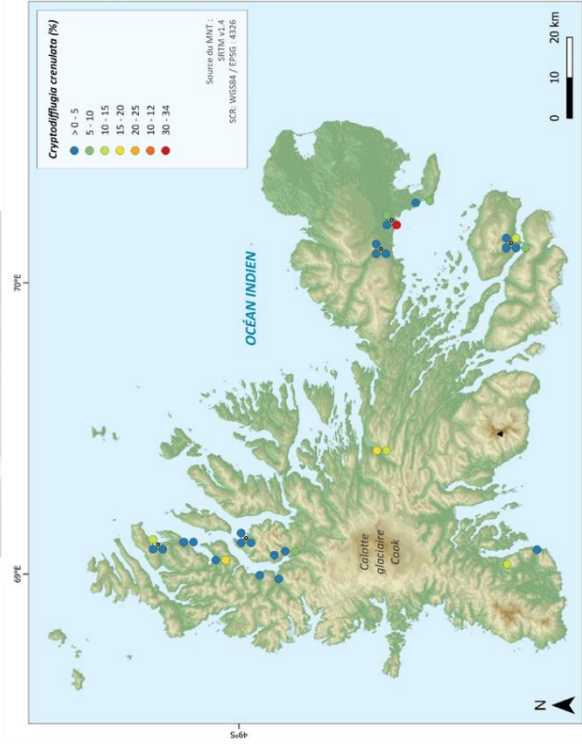 Cryptodifflugia crenulata (%)
> 0 - 5
5 - 10
10 - 15
15 - 20
20 - 25
10 - 12
30 - 34
Source du MNT :
SRTM v1.4
SCR: WGS84 / EPSG : 4326
70°E
69°E
49°S
OCÉAN INDIEN
Calotte
glaciaire
Cook
N
0 10 20 km